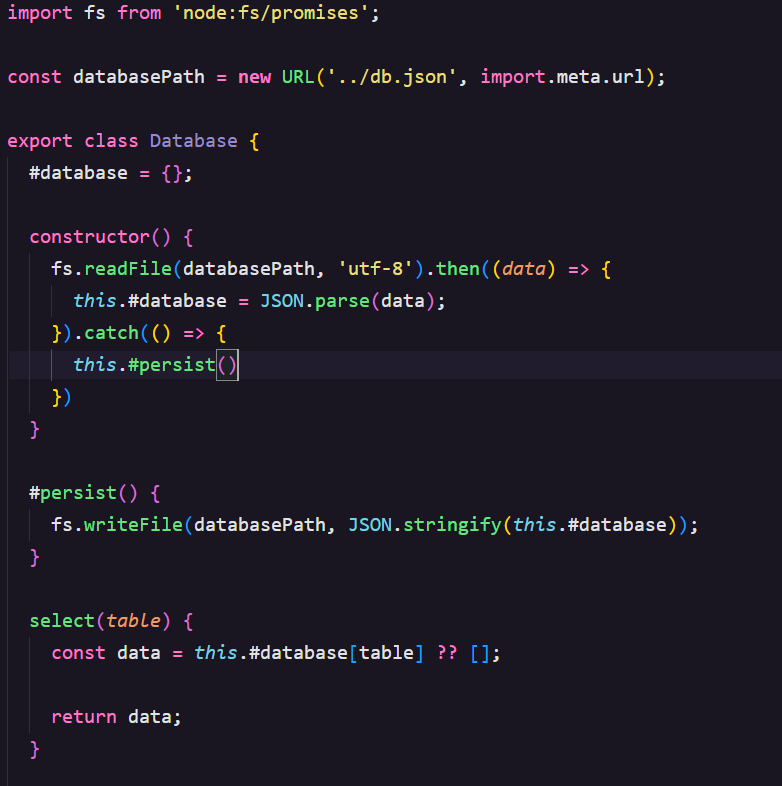 import fs from 'node:fs/promises';
const databasePath = new URL('../db.json', import.meta.url);
export class Database {
#database = {};
constructor() {
fs.readFile(databasePath, 'utf-8').then((data) => {
this.#database = JSON.parse(data);
}).catch(() => {
this.#persist()
})
}
#persist() {
fs.writeFile(databasePath, JSON.stringify(this.#database));
}
select(table) {
const data = this.#database[table] ?? [];
return data;
}